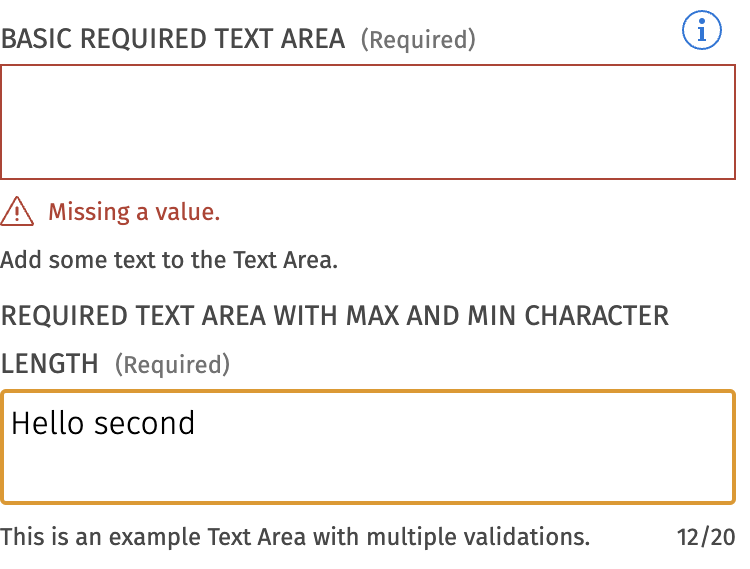 BASIC REQUIRED TEXT AREA (Required)
Missing a value.
Add some text to the Text Area.
REQUIRED TEXT AREA WITH MAX AND MIN CHARACTER
LENGTH (Required)
Hello second
This is an example Text Area with multiple validations. 12/20